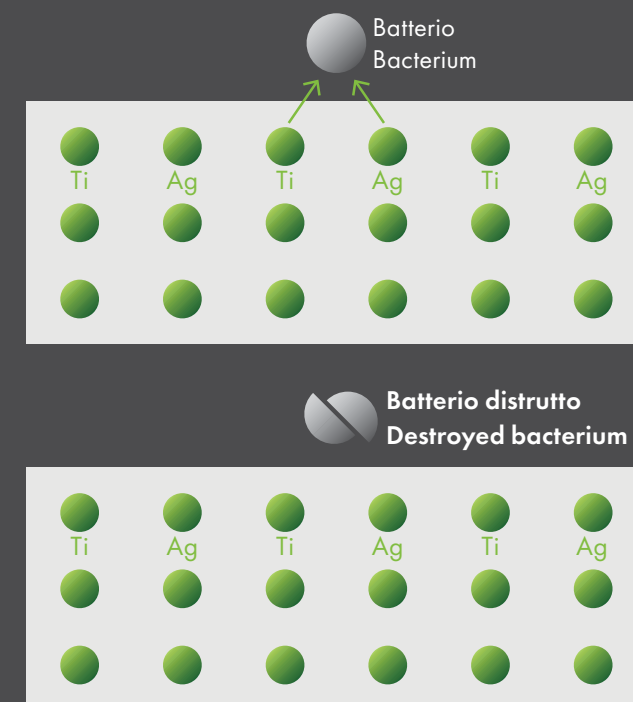 Batterio
Bacterium
Ti Ag Ti Ag Ti Ag
Batterio distrutto
Destroyed bacterium
Ti Ag Ti Ag Ti Ag